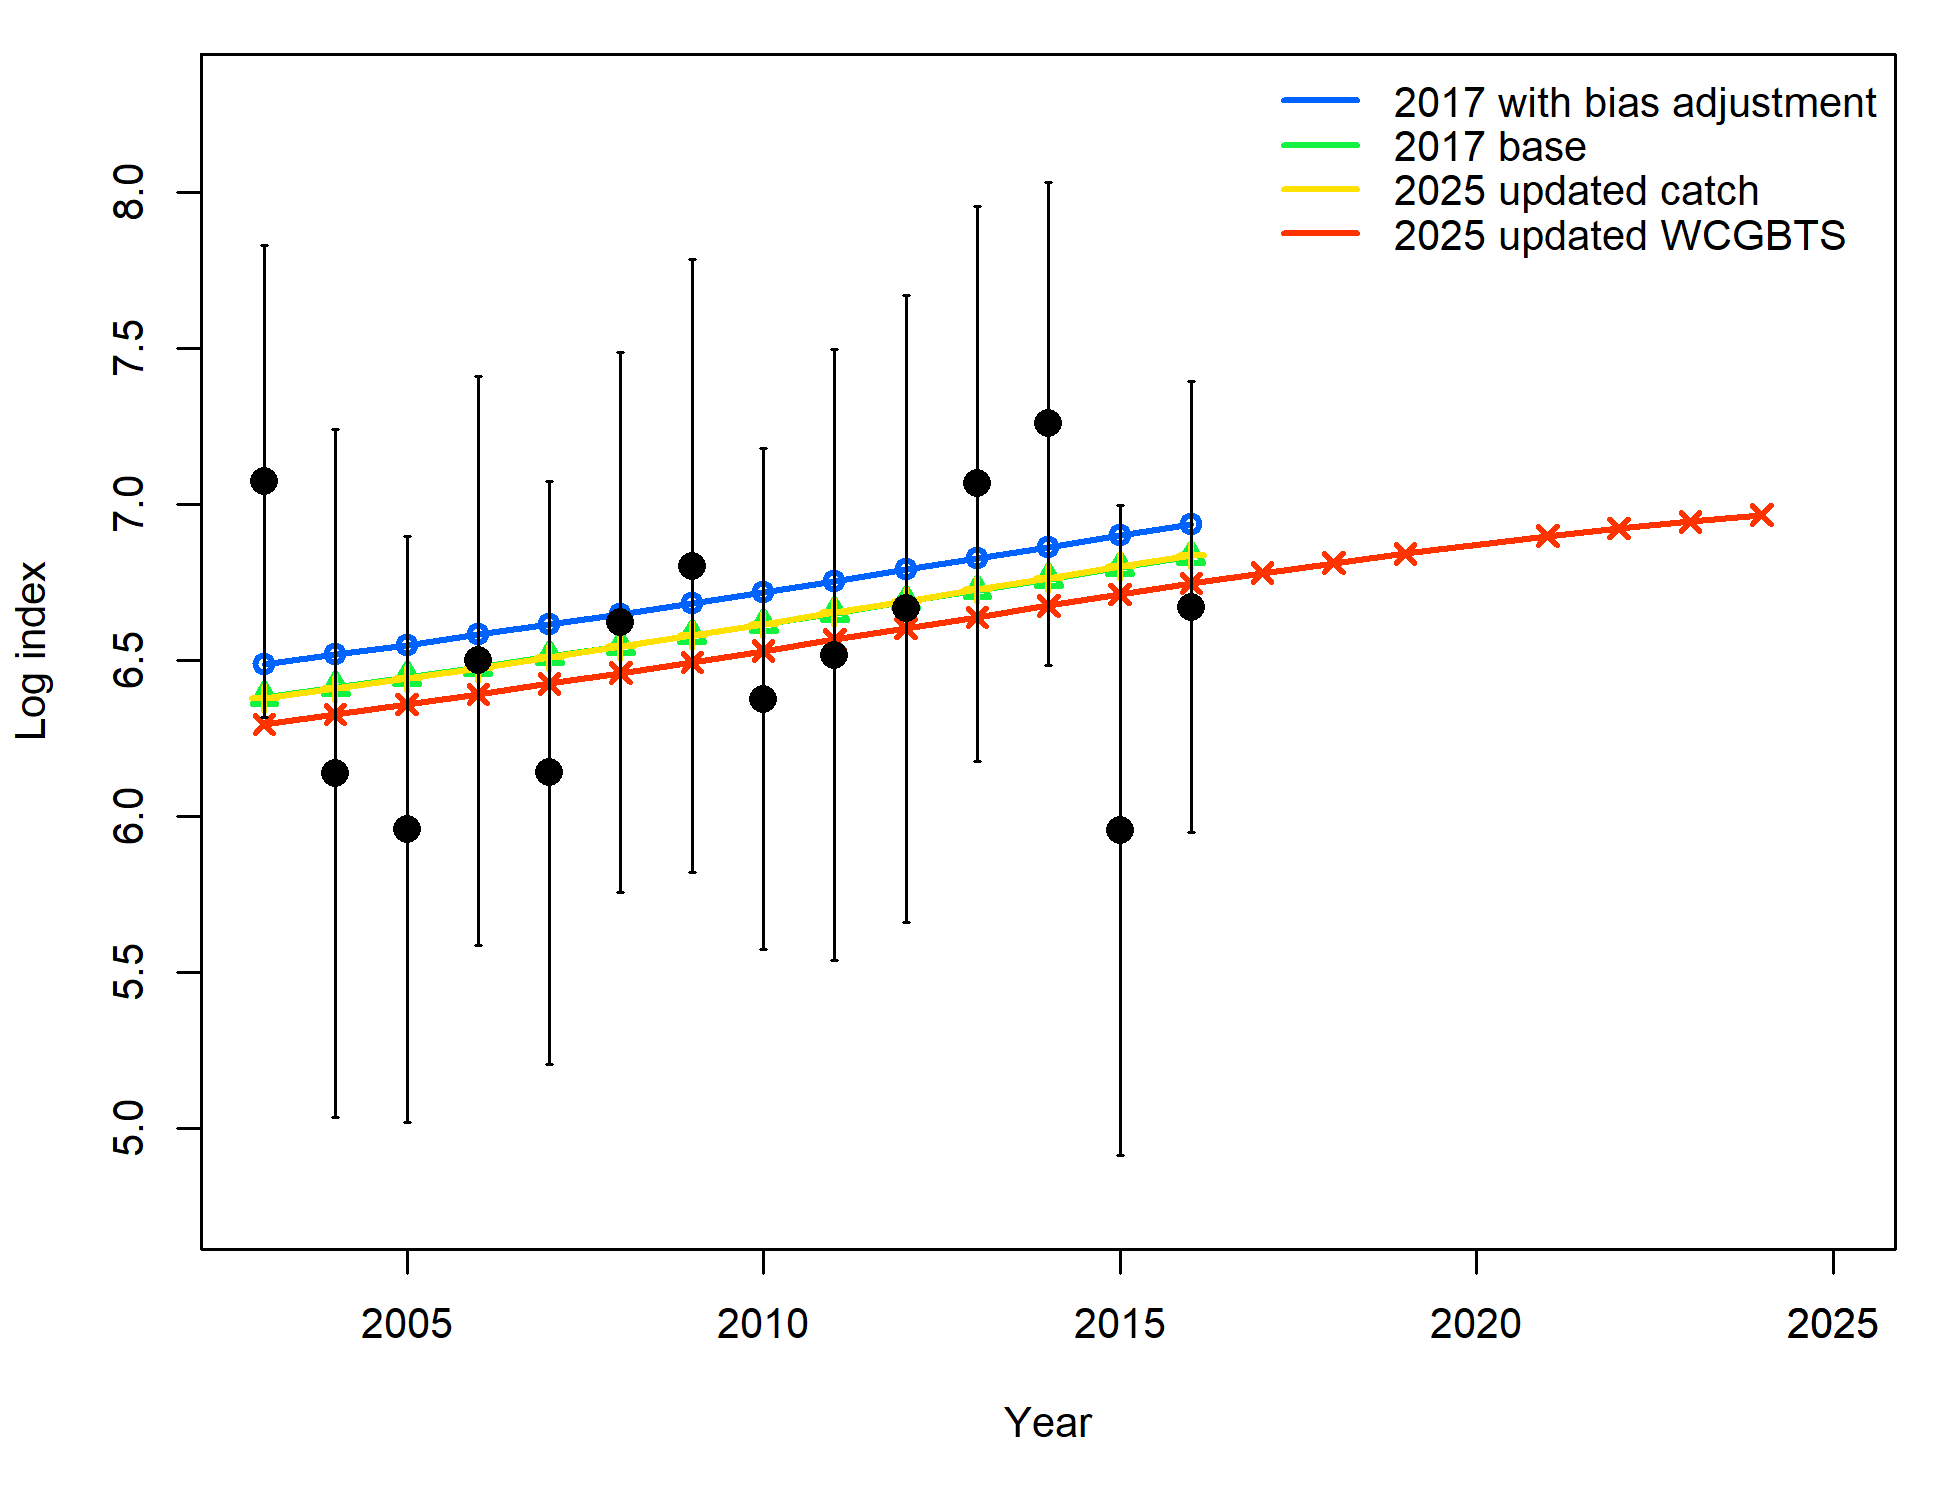 2017 with bias adjustment
2017 base
2025 updated catch
2025 updated WCGBTS
8.0
7.5
7.0
6.5
6.0
5.5
5.0
Log index
2005 2010 2015 2020 2025
Year